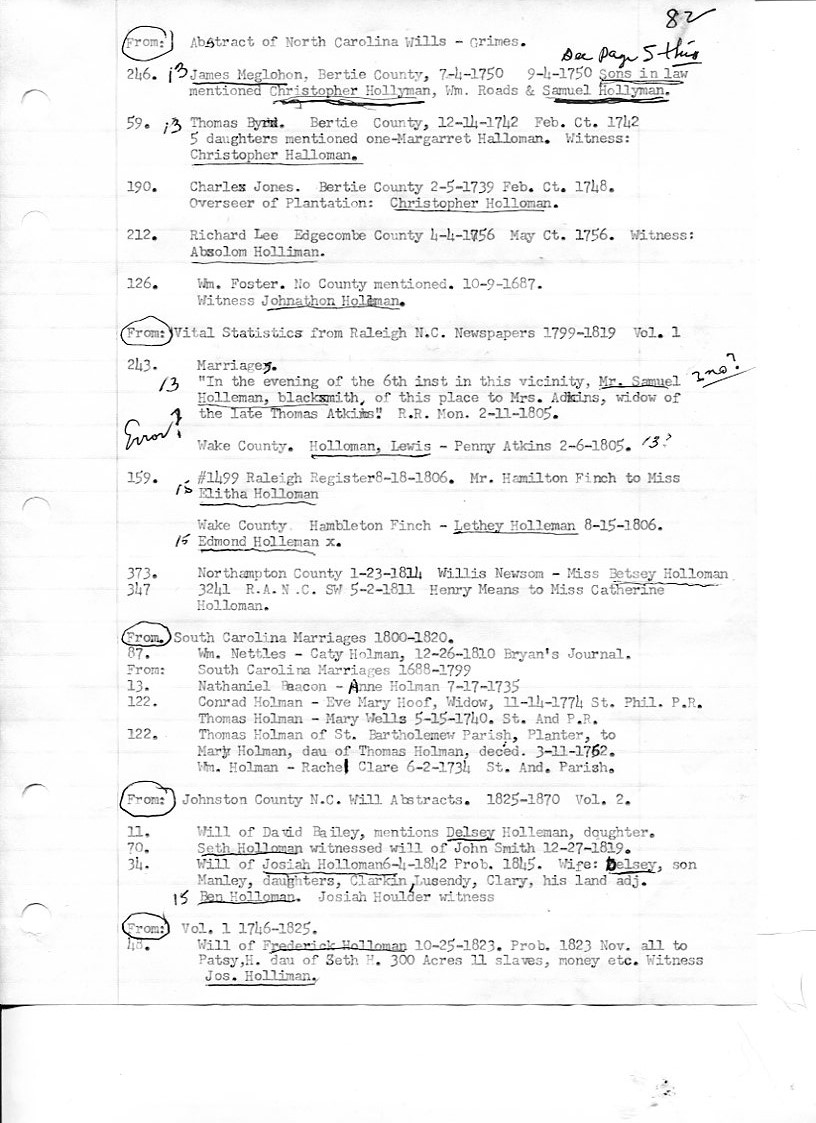 82
From: Abstract of North Carolina Wills - Grimes.
See Page 5 this
246. 13 James Meglohon, Bertie County, 7-4-1750 9-4-1750 Sons in law
mentioned Christopher Hollyman, Wm. Roads & Samuel Hollyman.
59. 13 Thomas Byrd. Bertie County, 12-14-1742 Feb. Ct. 1742
5 daughters mentioned one-Margarret Halloman. Witness:
Christopher Halloman.
190. Charles Jones. Bertie County 2-5-1739 Feb. Ct. 1748.
Overseer of Plantation: Christopher Holloman.
212. Richard Lee Edgecombe County 4-4-1756 May Ct. 1756. Witness:
Absolom Holliman.
126. Wm. Foster. No County mentioned. 10-9-1687.
Witness Johnathon Holman.
From: Vital Statistics from Raleigh N.C. Newspapers 1799-1819 Vol. 1
243. Marriages.
13 "In the evening of the 6th inst in this vicinity, Mr. Samuel 2no?
Holleman, blacksmith, of this place to Mrs. Adkins, widow of
the late Thomas Atkins" R.R. Mon. 2-11-1805.
Error?
Wake County. Holloman, Lewis - Penny Atkins 2-6-1805. 13?
159. #1499 Raleigh Register8-18-1806. Mr. Hamilton Finch to Miss
15 Elitha Holloman
Wake County Hambleton Finch - Lethey Holleman 8-15-1806.
15 Edmond Holleman x.
373. Northampton County 1-23-1814 Willis Newsom - Miss Betsey Holloman
347 3241 R.A.N.C. SW 5-2-1811 Henry Means to Miss Catherine
Holloman.
From. South Carolina Marriages 1800-1820.
87. Wm. Nettles - Caty Holman, 12-26-1810 Bryan's Journal.
From: South Carolina Marriages 1688-1799
13. Nathaniel Beacon - Anne Holman 7-17-1735
122. Conrad Holman - Eve Mary Hoof, Widow, 11-14-1774 St. Phil. P.R.
Thomas Holman - Mary Wells 5-15-1740. St. And P.R.
122. Thomas Holman of St. Bartholemew Parish, Planter, to
Mary Holman, dau of Thomas Holman, deced. 3-11-1762.
Wm. Holman - Rachel Clare 6-2-1734 St. And. Parish.
From: Johnston County N.C. Will Abstracts. 1825-1870 Vol. 2.
11. Will of David Bailey, mentions Delsey Holleman, daughter.
70. Seth Holloman witnessed will of John Smith 12-27-1819.
34. Will of Josiah Holloman6-4-1842 Prob. 1845. Wife: Delsey, son
Manley, daughters, Clarkin, Lusendy, Clary, his land adj.
15 Ben Holloman. Josiah Houlder witness
From: Vol. 1 1746-1825.
48. Will of Frederick Holloman 10-25-1823. Prob. 1823 Nov. all to
Patsy,H. dau of Seth H. 300 Acres 11 slaves, money etc. Witness
Jos. Holliman.